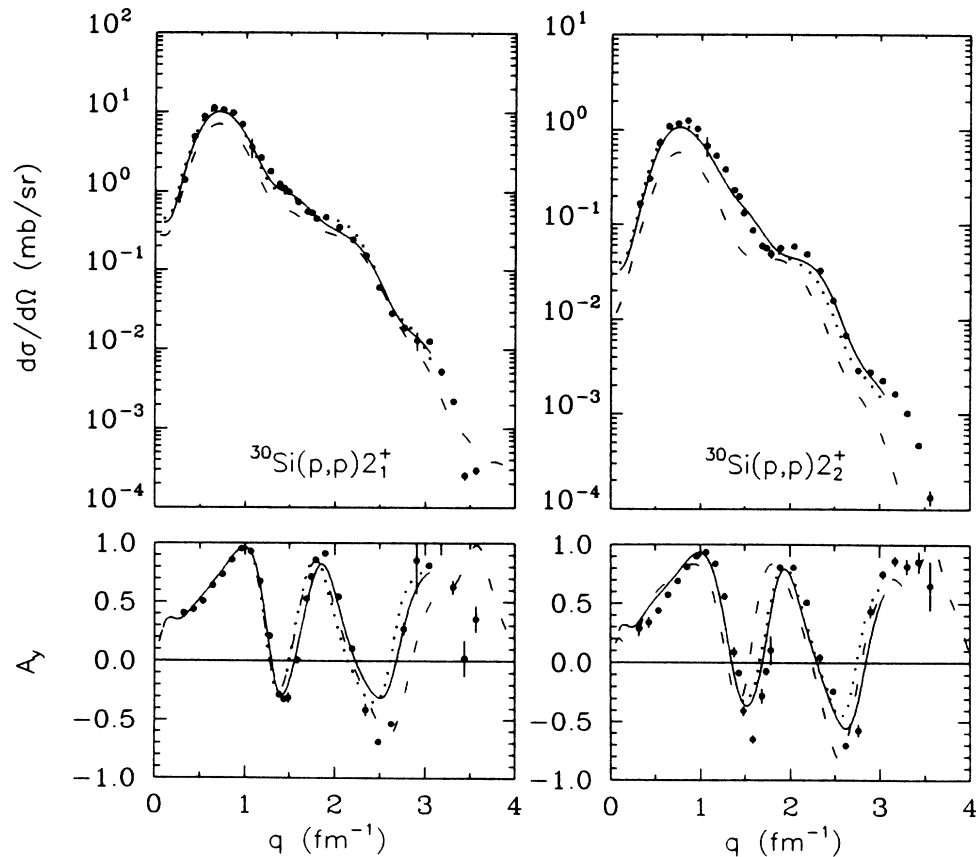 dσ/dΩ (mb/sr)
10²
10¹
10⁰
10⁻¹
10⁻²
10⁻³
10⁻⁴
³⁰Si(p,p)2₁⁺
10¹
10⁰
10⁻¹
10⁻²
10⁻³
10⁻⁴
³⁰Si(p,p)2₂⁺
A_y
1.0
0.5
0.0
−0.5
−1.0
0 1 2 3 4
q (fm⁻¹)
1.0
0.5
0.0
−0.5
−1.0
0 1 2 3 4
q (fm⁻¹)